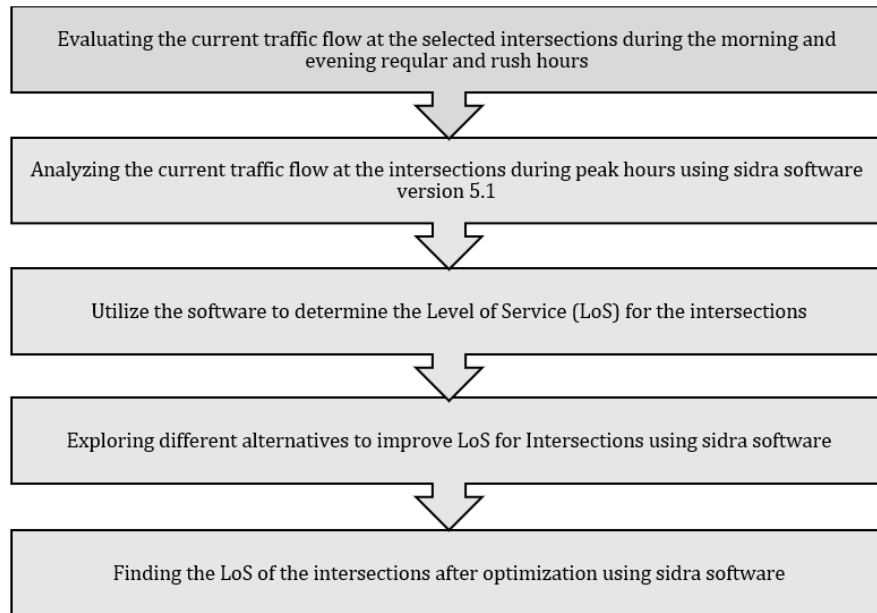 Evaluating the current traffic flow at the selected intersections during the morning and
evening reqular and rush hours
Analyzing the current traffic flow at the intersections during peak hours using sidra software
version 5.1
Utilize the software to determine the Level of Service (LoS) for the intersections
Exploring different alternatives to improve LoS for Intersections using sidra software
Finding the LoS of the intersections after optimization using sidra software